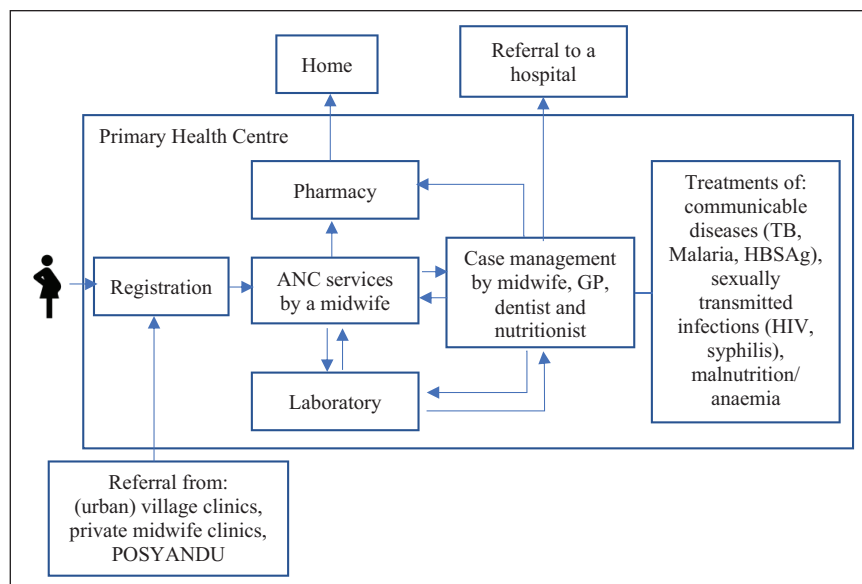 Home
Referral to a
hospital
Primary Health Centre
Pharmacy
Treatments of:
communicable
diseases (TB,
Malaria, HBSAg),
sexually
transmitted
infections (HIV,
syphilis),
malnutrition/
anaemia
Registration
ANC services
by a midwife
Case management
by midwife, GP,
dentist and
nutritionist
Laboratory
Referral from:
(urban) village clinics,
private midwife clinics,
POSYANDU